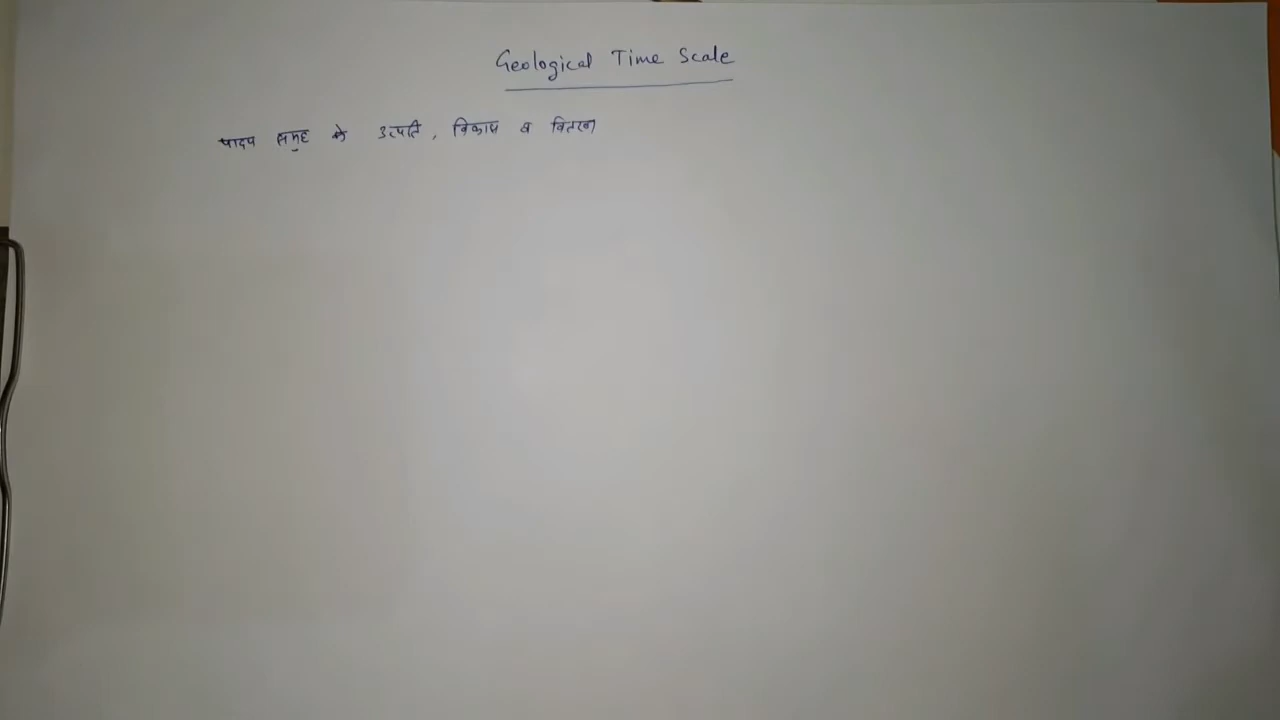 Geological Time Scale
पादप समुह के उत्पति, विकास व वितरण